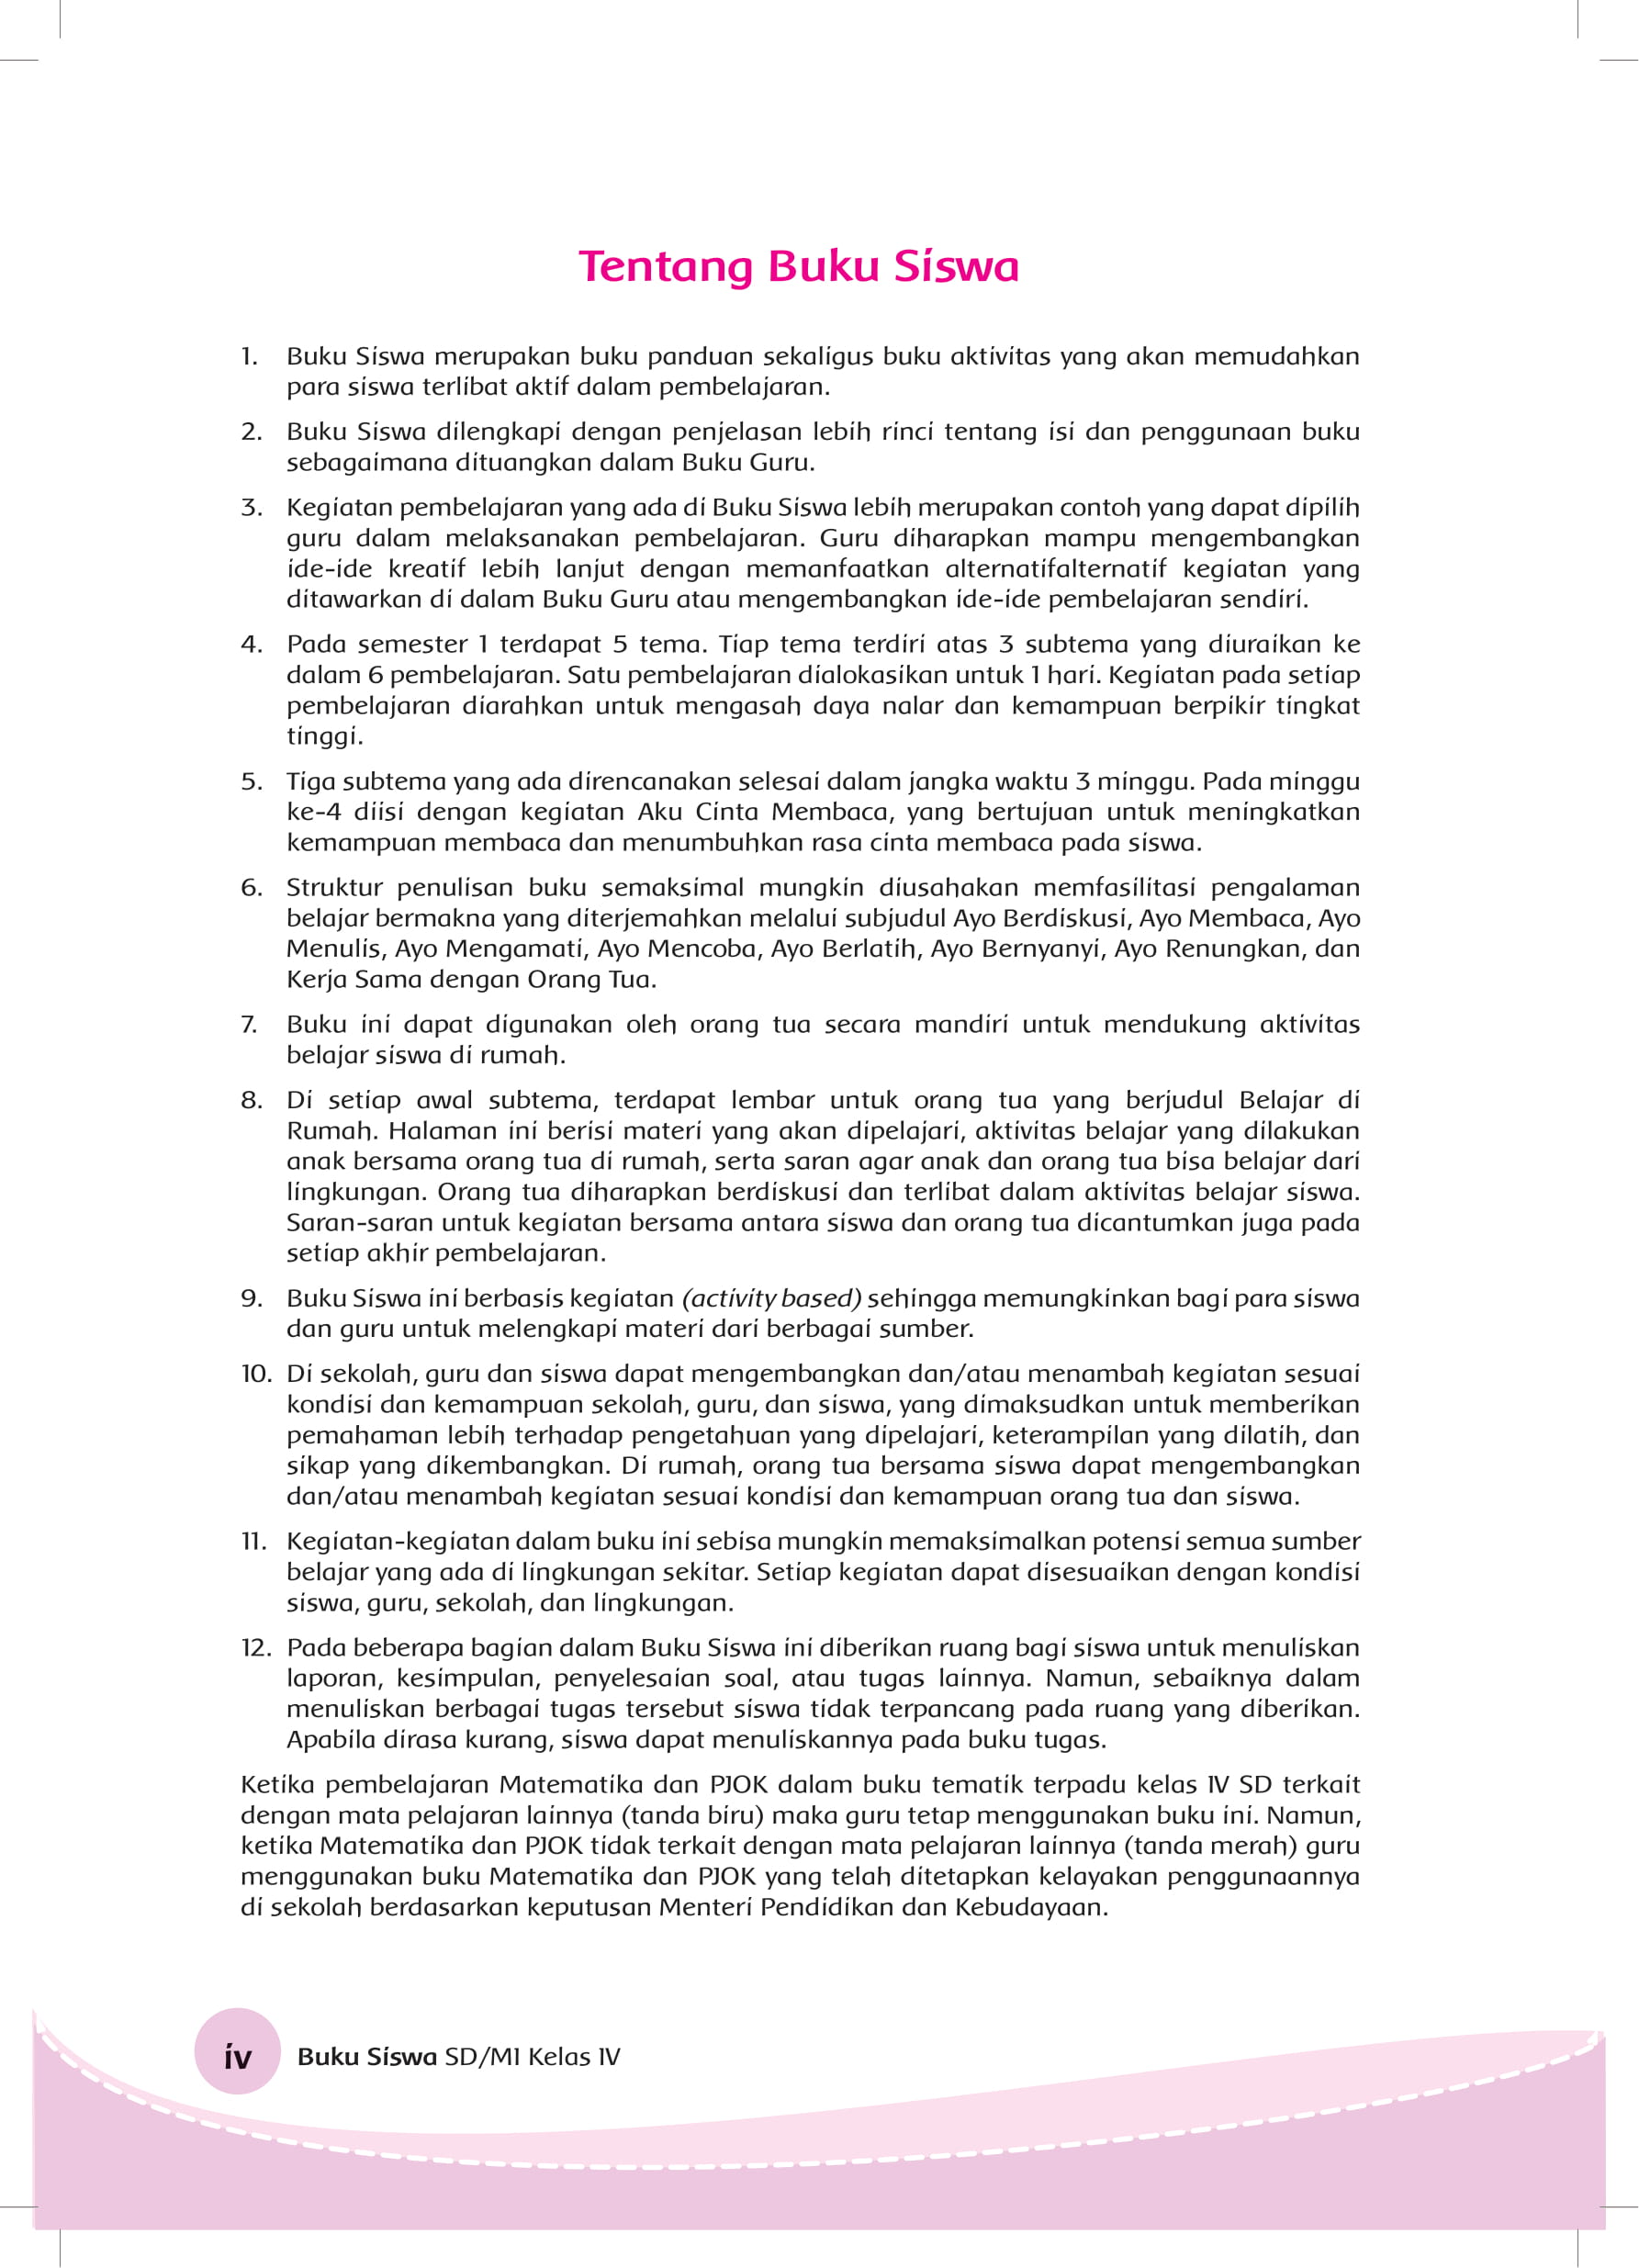 Tentang Buku Siswa
1. Buku Siswa merupakan buku panduan sekaligus buku aktivitas yang akan memudahkan
para siswa terlibat aktif dalam pembelajaran.
2. Buku Siswa dilengkapi dengan penjelasan lebih rinci tentang isi dan penggunaan buku
sebagaimana dituangkan dalam Buku Guru.
3. Kegiatan pembelajaran yang ada di Buku Siswa lebih merupakan contoh yang dapat dipilih
guru dalam melaksanakan pembelajaran. Guru diharapkan mampu mengembangkan
ide-ide kreatif lebih lanjut dengan memanfaatkan alternatifalternatif kegiatan yang
ditawarkan di dalam Buku Guru atau mengembangkan ide-ide pembelajaran sendiri.
4. Pada semester 1 terdapat 5 tema. Tiap tema terdiri atas 3 subtema yang diuraikan ke
dalam 6 pembelajaran. Satu pembelajaran dialokasikan untuk 1 hari. Kegiatan pada setiap
pembelajaran diarahkan untuk mengasah daya nalar dan kemampuan berpikir tingkat
tinggi.
5. Tiga subtema yang ada direncanakan selesai dalam jangka waktu 3 minggu. Pada minggu
ke-4 diisi dengan kegiatan Aku Cinta Membaca, yang bertujuan untuk meningkatkan
kemampuan membaca dan menumbuhkan rasa cinta membaca pada siswa.
6. Struktur penulisan buku semaksimal mungkin diusahakan memfasilitasi pengalaman
belajar bermakna yang diterjemahkan melalui subjudul Ayo Berdiskusi, Ayo Membaca, Ayo
Menulis, Ayo Mengamati, Ayo Mencoba, Ayo Berlatih, Ayo Bernyanyi, Ayo Renungkan, dan
Kerja Sama dengan Orang Tua.
7. Buku ini dapat digunakan oleh orang tua secara mandiri untuk mendukung aktivitas
belajar siswa di rumah.
8. Di setiap awal subtema, terdapat lembar untuk orang tua yang berjudul Belajar di
Rumah. Halaman ini berisi materi yang akan dipelajari, aktivitas belajar yang dilakukan
anak bersama orang tua di rumah, serta saran agar anak dan orang tua bisa belajar dari
lingkungan. Orang tua diharapkan berdiskusi dan terlibat dalam aktivitas belajar siswa.
Saran-saran untuk kegiatan bersama antara siswa dan orang tua dicantumkan juga pada
setiap akhir pembelajaran.
9. Buku Siswa ini berbasis kegiatan (activity based) sehingga memungkinkan bagi para siswa
dan guru untuk melengkapi materi dari berbagai sumber.
10. Di sekolah, guru dan siswa dapat mengembangkan dan/atau menambah kegiatan sesuai
kondisi dan kemampuan sekolah, guru, dan siswa, yang dimaksudkan untuk memberikan
pemahaman lebih terhadap pengetahuan yang dipelajari, keterampilan yang dilatih, dan
sikap yang dikembangkan. Di rumah, orang tua bersama siswa dapat mengembangkan
dan/atau menambah kegiatan sesuai kondisi dan kemampuan orang tua dan siswa.
11. Kegiatan-kegiatan dalam buku ini sebisa mungkin memaksimalkan potensi semua sumber
belajar yang ada di lingkungan sekitar. Setiap kegiatan dapat disesuaikan dengan kondisi
siswa, guru, sekolah, dan lingkungan.
12. Pada beberapa bagian dalam Buku Siswa ini diberikan ruang bagi siswa untuk menuliskan
laporan, kesimpulan, penyelesaian soal, atau tugas lainnya. Namun, sebaiknya dalam
menuliskan berbagai tugas tersebut siswa tidak terpancang pada ruang yang diberikan.
Apabila dirasa kurang, siswa dapat menuliskannya pada buku tugas.
Ketika pembelajaran Matematika dan PJOK dalam buku tematik terpadu kelas IV SD terkait
dengan mata pelajaran lainnya (tanda biru) maka guru tetap menggunakan buku ini. Namun,
ketika Matematika dan PJOK tidak terkait dengan mata pelajaran lainnya (tanda merah) guru
menggunakan buku Matematika dan PJOK yang telah ditetapkan kelayakan penggunaannya
di sekolah berdasarkan keputusan Menteri Pendidikan dan Kebudayaan.
iv Buku Siswa SD/MI Kelas IV